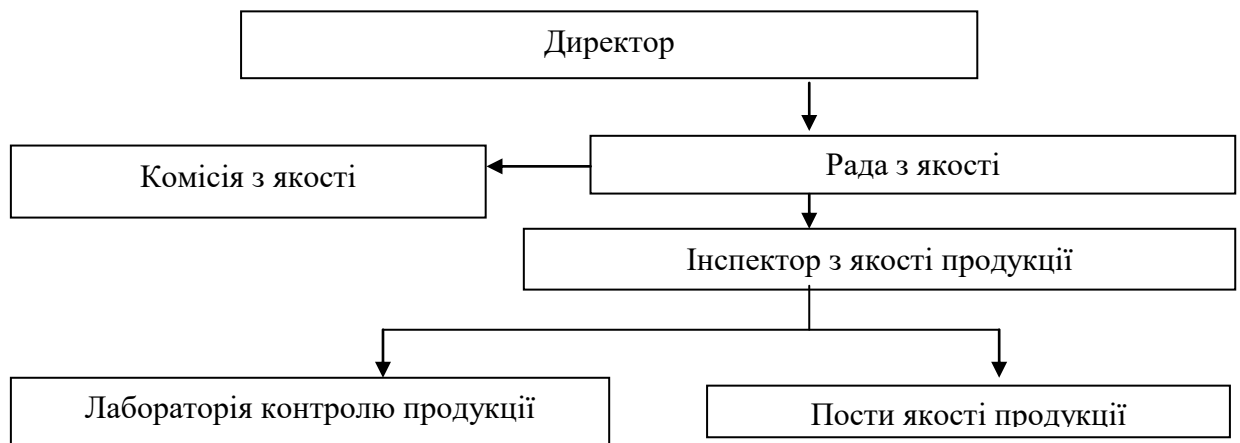 Директор
Комісія з якості
Рада з якості
Інспектор з якості продукції
Лабораторія контролю продукції
Пости якості продукції